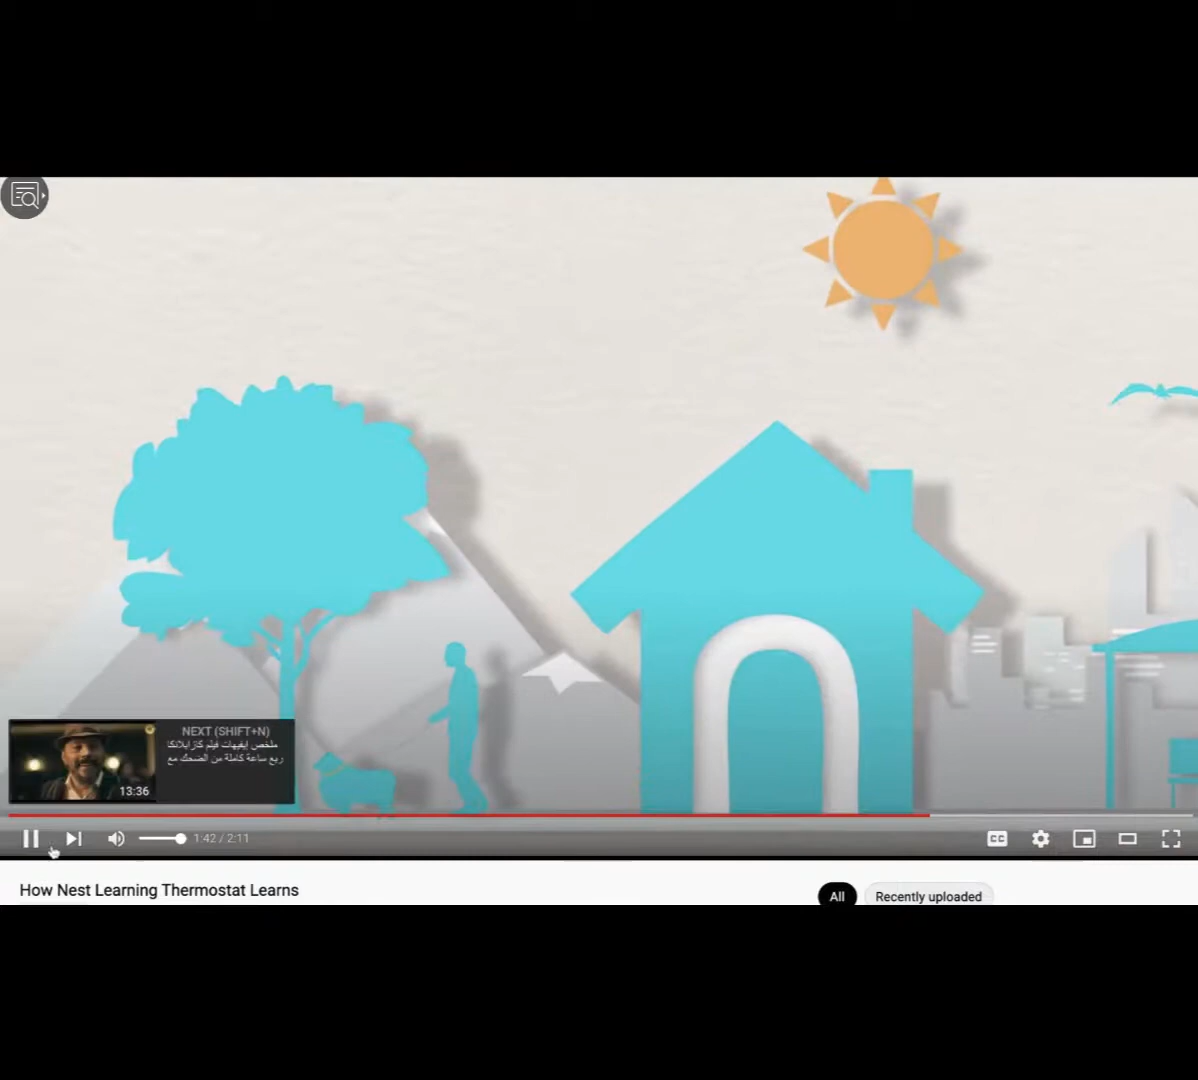 NEXT (SHIFT+N)
ملخص إيفيهات فيلم كازابلانكا
ربع ساعة كاملة من الضحك مع
13:36
1:42 / 2:11
CC
How Nest Learning Thermostat Learns
All
Recently uploaded